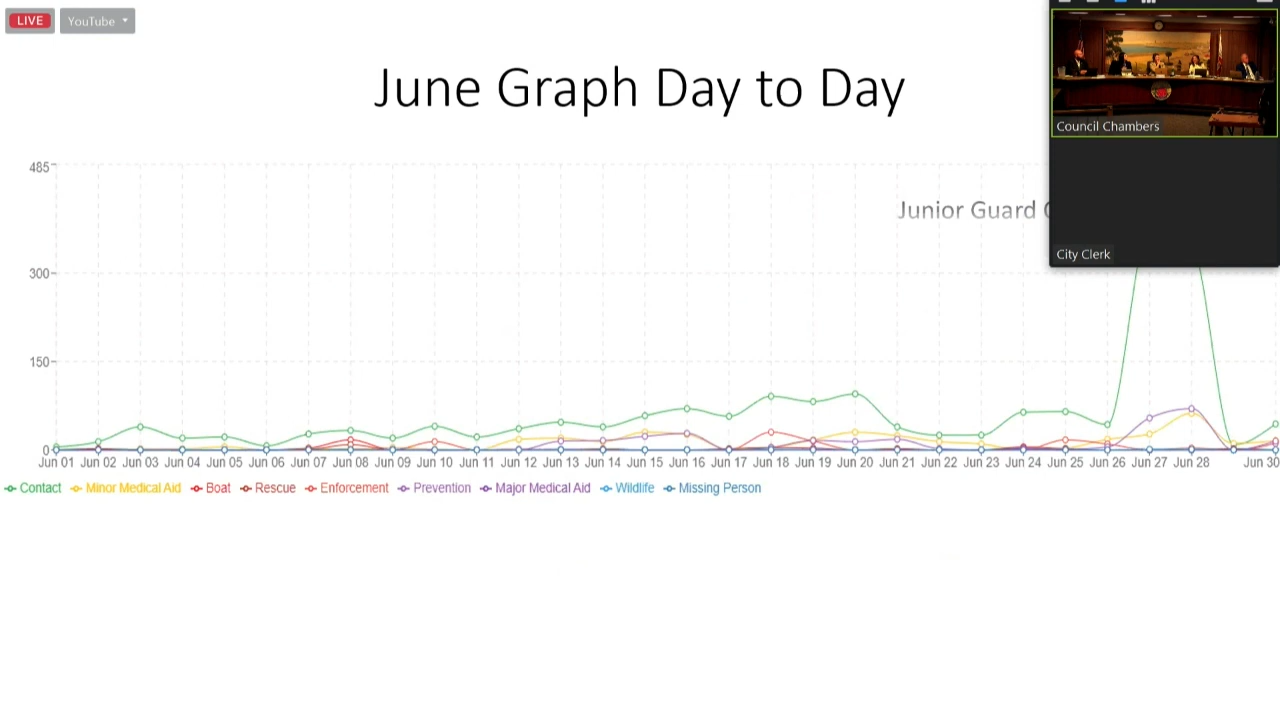 LIVE
YouTube
June Graph Day to Day
Council Chambers
City Clerk
Junior Guard
485
300
150
0
Jun 01 Jun 02 Jun 03 Jun 04 Jun 05 Jun 06 Jun 07 Jun 08 Jun 09 Jun 10 Jun 11 Jun 12 Jun 13 Jun 14 Jun 15 Jun 16 Jun 17 Jun 18 Jun 19 Jun 20 Jun 21 Jun 22 Jun 23 Jun 24 Jun 25 Jun 26 Jun 27 Jun 28 Jun 30
Contact Minor Medical Aid Boat Rescue Enforcement Prevention Major Medical Aid Wildlife Missing Person